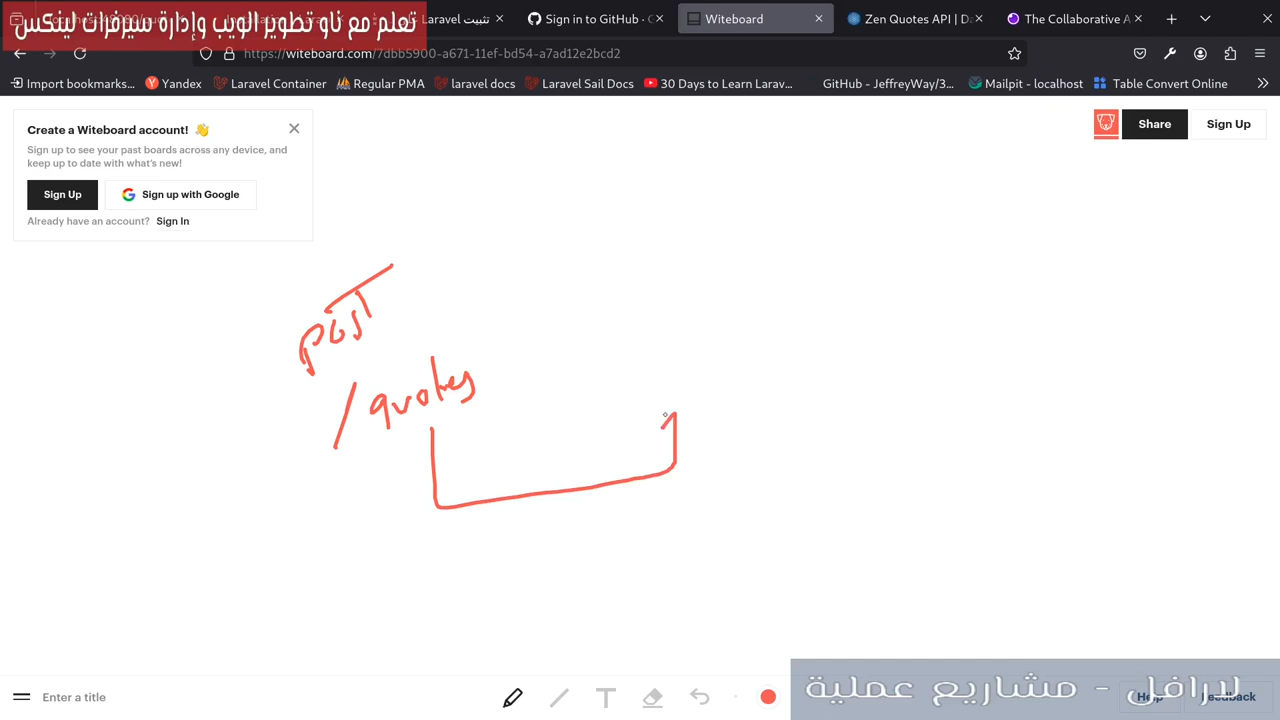 تعلم مع ناو تطوير الويب وإدارة سيرفرات لينكس
تثبيت Laravel
Sign in to GitHub · G
Witeboard
ZenQuotes API | D
The Collaborative A
https://witeboard.com/7dbb5900-a671-11ef-bd54-a7ad12e2bcd2
Import bookmarks...
Yandex
Laravel Container
Regular PMA
laravel docs
Laravel Sail Docs
30 Days to Learn Larav...
GitHub - JeffreyWay/3...
Mailpit - localhost
Table Convert Online
Create a Witeboard account! 👋
Sign up to see your past boards across any device, and
keep up to date with what's new!
Sign Up
Sign up with Google
Already have an account? Sign In
Share
Sign Up
post
/quotes
Enter a title
T
Help
Feedback
لارافل - مشاريع عملية